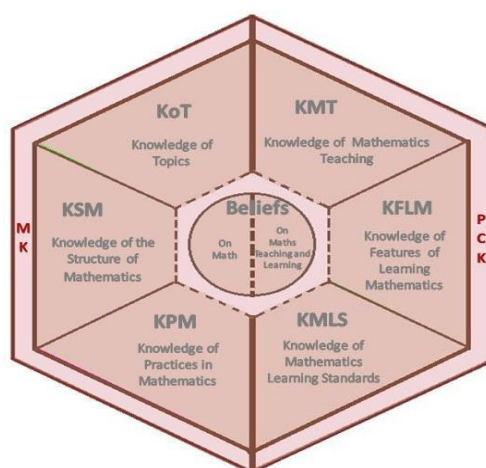 KoT
Knowledge of
Topics
KMT
Knowledge of Mathematics
Teaching
KSM
Knowledge of the
Structure of
Mathematics
Beliefs
On
Math
On
Maths
Teaching and
Learning
KFLM
Knowledge of
Features of
Learning
Mathematics
KPM
Knowledge of
Practices in
Mathematics
KMLS
Knowledge of
Mathematics
Learning Standards
M
K
P
C
K